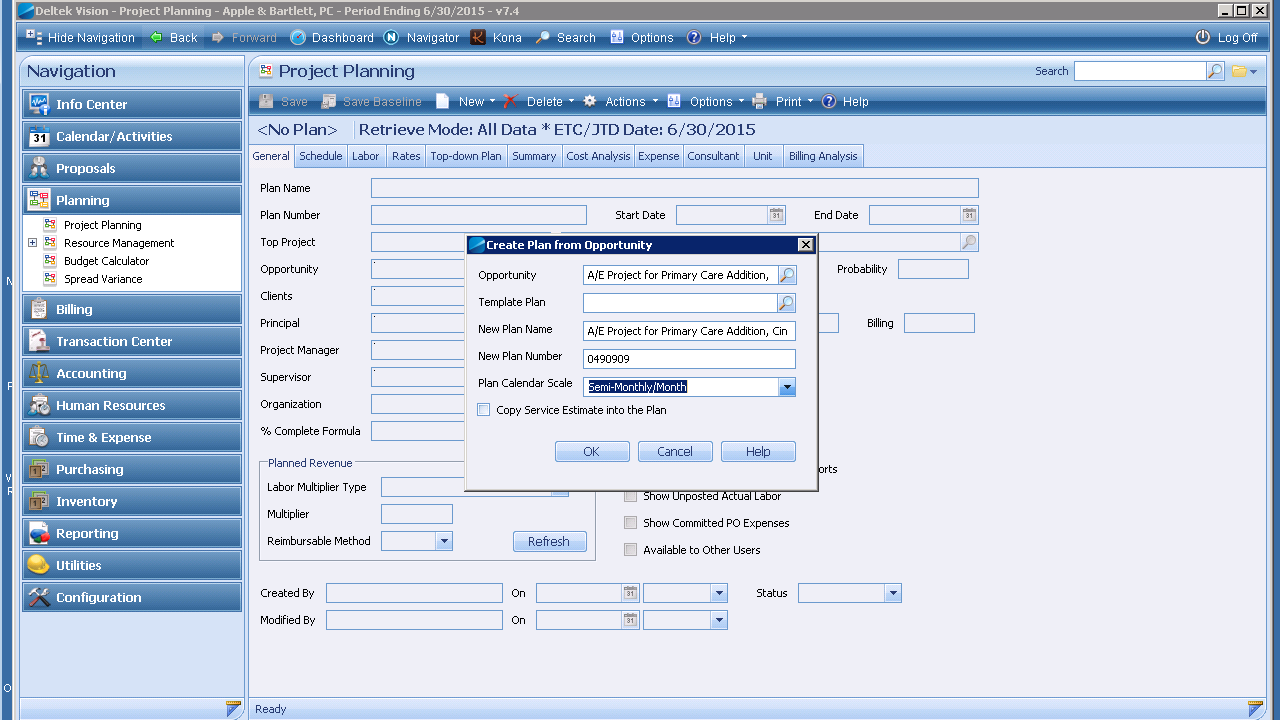 Deltek Vision - Project Planning - Apple & Bartlett, PC - Period Ending 6/30/2015 - v7.4
Hide Navigation Back Forward Dashboard Navigator Kona Search Options Help Log Off
Navigation
Info Center
31 Calendar/Activities
Proposals
Planning
Project Planning
Resource Management
Budget Calculator
Spread Variance
Billing
Transaction Center
Accounting
Human Resources
Time & Expense
Purchasing
Inventory
Reporting
Utilities
Configuration
Project Planning
Search
Save Save Baseline New Delete Actions Options Print Help
<No Plan> Retrieve Mode: All Data * ETC/JTD Date: 6/30/2015
General Schedule Labor Rates Top-down Plan Summary Cost Analysis Expense Consultant Unit Billing Analysis
Plan Name
Plan Number Start Date 31 End Date 31
Top Project
Opportunity Probability
Clients
Principal Billing
Project Manager
Supervisor
Organization
% Complete Formula
Create Plan from Opportunity
Opportunity A/E Project for Primary Care Addition,
Template Plan
New Plan Name A/E Project for Primary Care Addition, Cin
New Plan Number 0490909
Plan Calendar Scale Semi-Monthly/Month
Copy Service Estimate into the Plan
OK Cancel Help
Planned Revenue
Labor Multiplier Type
Multiplier
Reimbursable Method Refresh
orts
Show Unposted Actual Labor
Show Committed PO Expenses
Available to Other Users
Created By On 31 Status
Modified By On 31
Ready